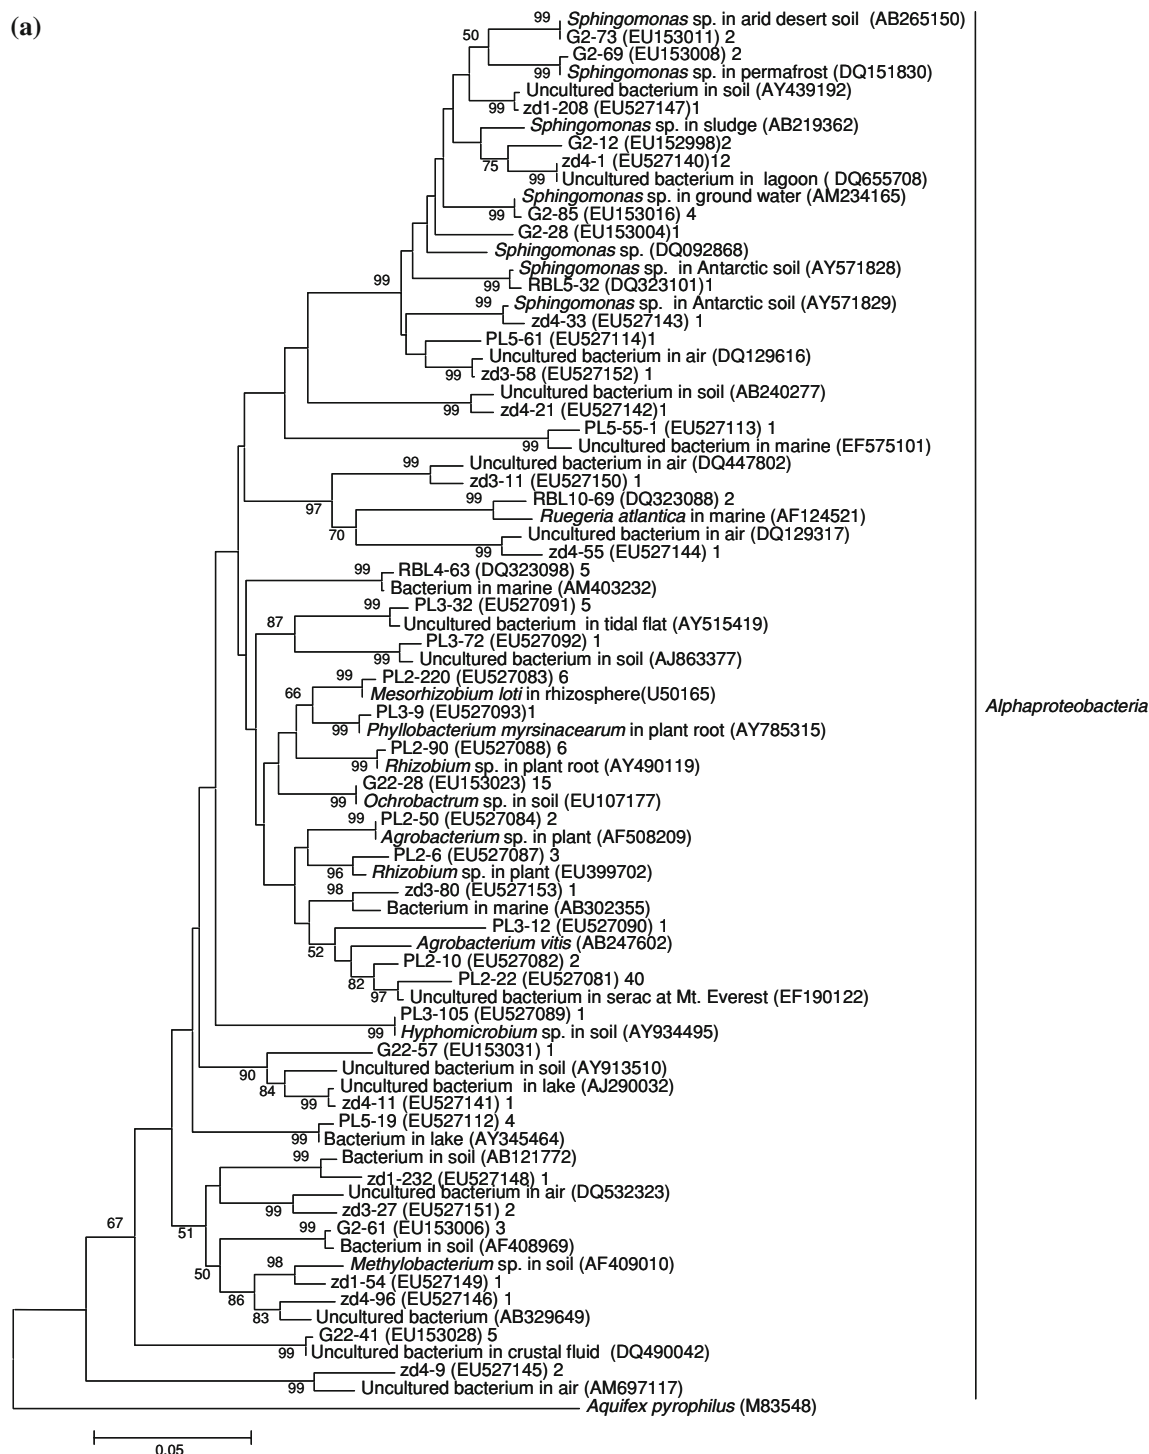 (a)
99
Sphingomonas sp. in arid desert soil (AB265150)
50
G2-73 (EU153011) 2
G2-69 (EU153008) 2
99
Sphingomonas sp. in permafrost (DQ151830)
Uncultured bacterium in soil (AY439192)
99
zd1-208 (EU527147)1
Sphingomonas sp. in sludge (AB219362)
G2-12 (EU152998)2
75
zd4-1 (EU527140)12
99
Uncultured bacterium in lagoon ( DQ655708)
Sphingomonas sp. in ground water (AM234165)
99
G2-85 (EU153016) 4
G2-28 (EU153004)1
Sphingomonas sp. (DQ092868)
99
Sphingomonas sp. in Antarctic soil (AY571828)
99
RBL5-32 (DQ323101)1
99
Sphingomonas sp. in Antarctic soil (AY571829)
zd4-33 (EU527143) 1
PL5-61 (EU527114)1
Uncultured bacterium in air (DQ129616)
99
zd3-58 (EU527152) 1
Uncultured bacterium in soil (AB240277)
99
zd4-21 (EU527142)1
PL5-55-1 (EU527113) 1
99
Uncultured bacterium in marine (EF575101)
99
Uncultured bacterium in air (DQ447802)
zd3-11 (EU527150) 1
97
99
RBL10-69 (DQ323088) 2
Ruegeria atlantica in marine (AF124521)
70
Uncultured bacterium in air (DQ129317)
99
zd4-55 (EU527144) 1
99
RBL4-63 (DQ323098) 5
Bacterium in marine (AM403232)
99
PL3-32 (EU527091) 5
87
Uncultured bacterium in tidal flat (AY515419)
PL3-72 (EU527092) 1
99
Uncultured bacterium in soil (AJ863377)
99
PL2-220 (EU527083) 6
66
Mesorhizobium loti in rhizosphere(U50165)
PL3-9 (EU527093)1
99
Phyllobacterium myrsinacearum in plant root (AY785315)
Alphaproteobacteria
PL2-90 (EU527088) 6
99
Rhizobium sp. in plant root (AY490119)
G22-28 (EU153023) 15
99
Ochrobactrum sp. in soil (EU107177)
99
PL2-50 (EU527084) 2
Agrobacterium sp. in plant (AF508209)
PL2-6 (EU527087) 3
96
Rhizobium sp. in plant (EU399702)
98
zd3-80 (EU527153) 1
Bacterium in marine (AB302355)
PL3-12 (EU527090) 1
52
Agrobacterium vitis (AB247602)
PL2-10 (EU527082) 2
82
PL2-22 (EU527081) 40
97
Uncultured bacterium in serac at Mt. Everest (EF190122)
PL3-105 (EU527089) 1
99
Hyphomicrobium sp. in soil (AY934495)
G22-57 (EU153031) 1
90
Uncultured bacterium in soil (AY913510)
84
Uncultured bacterium in lake (AJ290032)
99
zd4-11 (EU527141) 1
PL5-19 (EU527112) 4
99
Bacterium in lake (AY345464)
99
Bacterium in soil (AB121772)
zd1-232 (EU527148) 1
Uncultured bacterium in air (DQ532323)
99
zd3-27 (EU527151) 2
67
51
99
G2-61 (EU153006) 3
Bacterium in soil (AF408969)
50
98
Methylobacterium sp. in soil (AF409010)
zd1-54 (EU527149) 1
86
zd4-96 (EU527146) 1
83
Uncultured bacterium (AB329649)
G22-41 (EU153028) 5
99
Uncultured bacterium in crustal fluid (DQ490042)
zd4-9 (EU527145) 2
99
Uncultured bacterium in air (AM697117)
Aquifex pyrophilus (M83548)
0.05